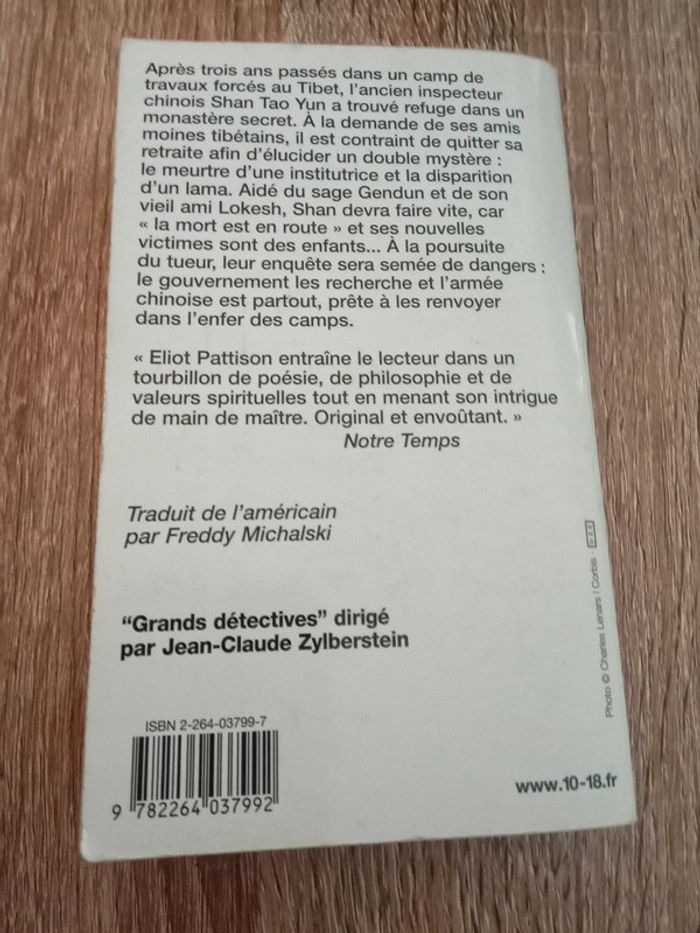 Après trois ans passés dans un camp de
travaux forcés au Tibet, l'ancien inspecteur
chinois Shan Tao Yun a trouvé refuge dans un
monastère secret. À la demande de ses amis
moines tibétains, il est contraint de quitter sa
retraite afin d'élucider un double mystère :
le meurtre d'une institutrice et la disparition
d'un lama. Aidé du sage Gendun et de son
vieil ami Lokesh, Shan devra faire vite, car
« la mort est en route » et ses nouvelles
victimes sont des enfants... À la poursuite
du tueur, leur enquête sera semée de dangers :
le gouvernement les recherche et l'armée
chinoise est partout, prête à les renvoyer
dans l'enfer des camps.
« Eliot Pattison entraîne le lecteur dans un
tourbillon de poésie, de philosophie et de
valeurs spirituelles tout en menant son intrigue
de main de maître. Original et envoûtant. »
Notre Temps
Traduit de l'américain
par Freddy Michalski
"Grands détectives" dirigé
par Jean-Claude Zylberstein
Photo © Charles Lenars / Corbis ·
ISBN 2-264-03799-7
9 782264 037992
www.10-18.fr